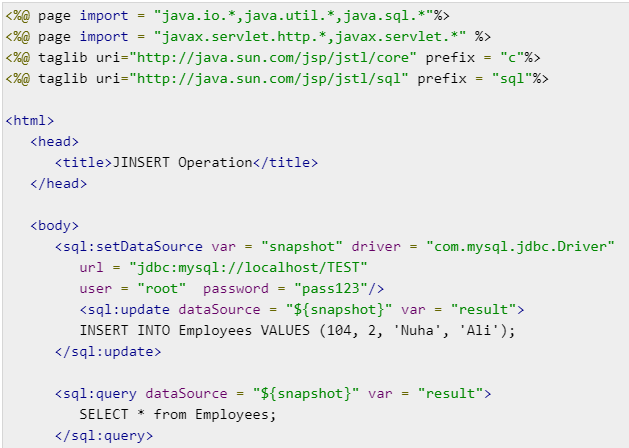 <%@ page import = "java.io.*,java.util.*,java.sql.*"%>
<%@ page import = "javax.servlet.http.*,javax.servlet.*" %>
<%@ taglib uri="http://java.sun.com/jsp/jstl/core" prefix = "c"%>
<%@ taglib uri="http://java.sun.com/jsp/jstl/sql" prefix = "sql"%>

<html>
   <head>
      <title>JINSERT Operation</title>
   </head>

   <body>
      <sql:setDataSource var = "snapshot" driver = "com.mysql.jdbc.Driver"
         url = "jdbc:mysql://localhost/TEST"
         user = "root"  password = "pass123"/>
         <sql:update dataSource = "${snapshot}" var = "result">
         INSERT INTO Employees VALUES (104, 2, 'Nuha', 'Ali');
      </sql:update>

      <sql:query dataSource = "${snapshot}" var = "result">
         SELECT * from Employees;
      </sql:query>